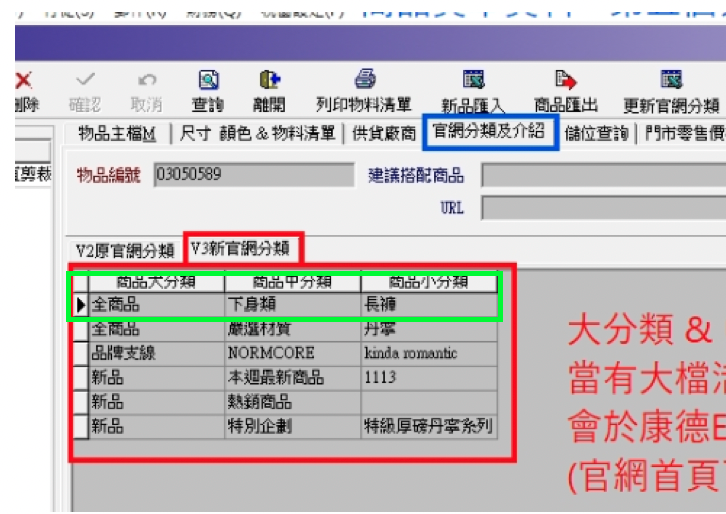 確認 取消 查詢 離開 列印物料清單 新品匯入 商品匯出 更新官網分類
物品主檔M 尺寸 顏色 & 物料清單 供貨廠商 官網分類及介紹 儲位查詢 門市零售價
物品編號 03050589 建議搭配商品
URL
V2原官網分類 V3新官網分類
商品大分類 商品中分類 商品小分類
全商品 下身類 長褲
全商品 嚴選材質 丹寧
品牌支線 NORMCORE kinda romantic
新品 本週最新商品 1113
新品 熱銷商品
新品 特別企劃 特級厚磅丹寧系列
大分類 &
當有大檔
會於康德
(官網首頁